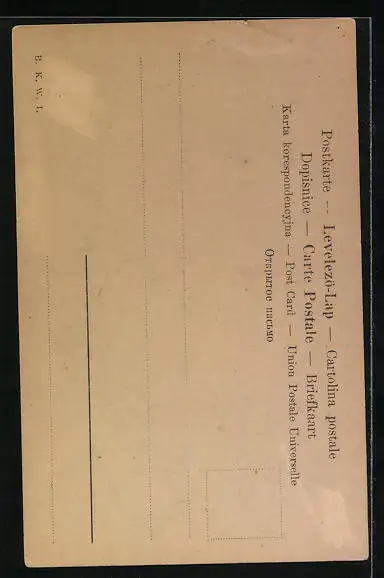 Postkarte — Levelező-Lap — Cartolina postale
Dopisnice — Carte Postale — Briefkaart
Karta korespondencyjna — Post Card — Union Postale Universelle
Открытое письмо
B. K. W. I.